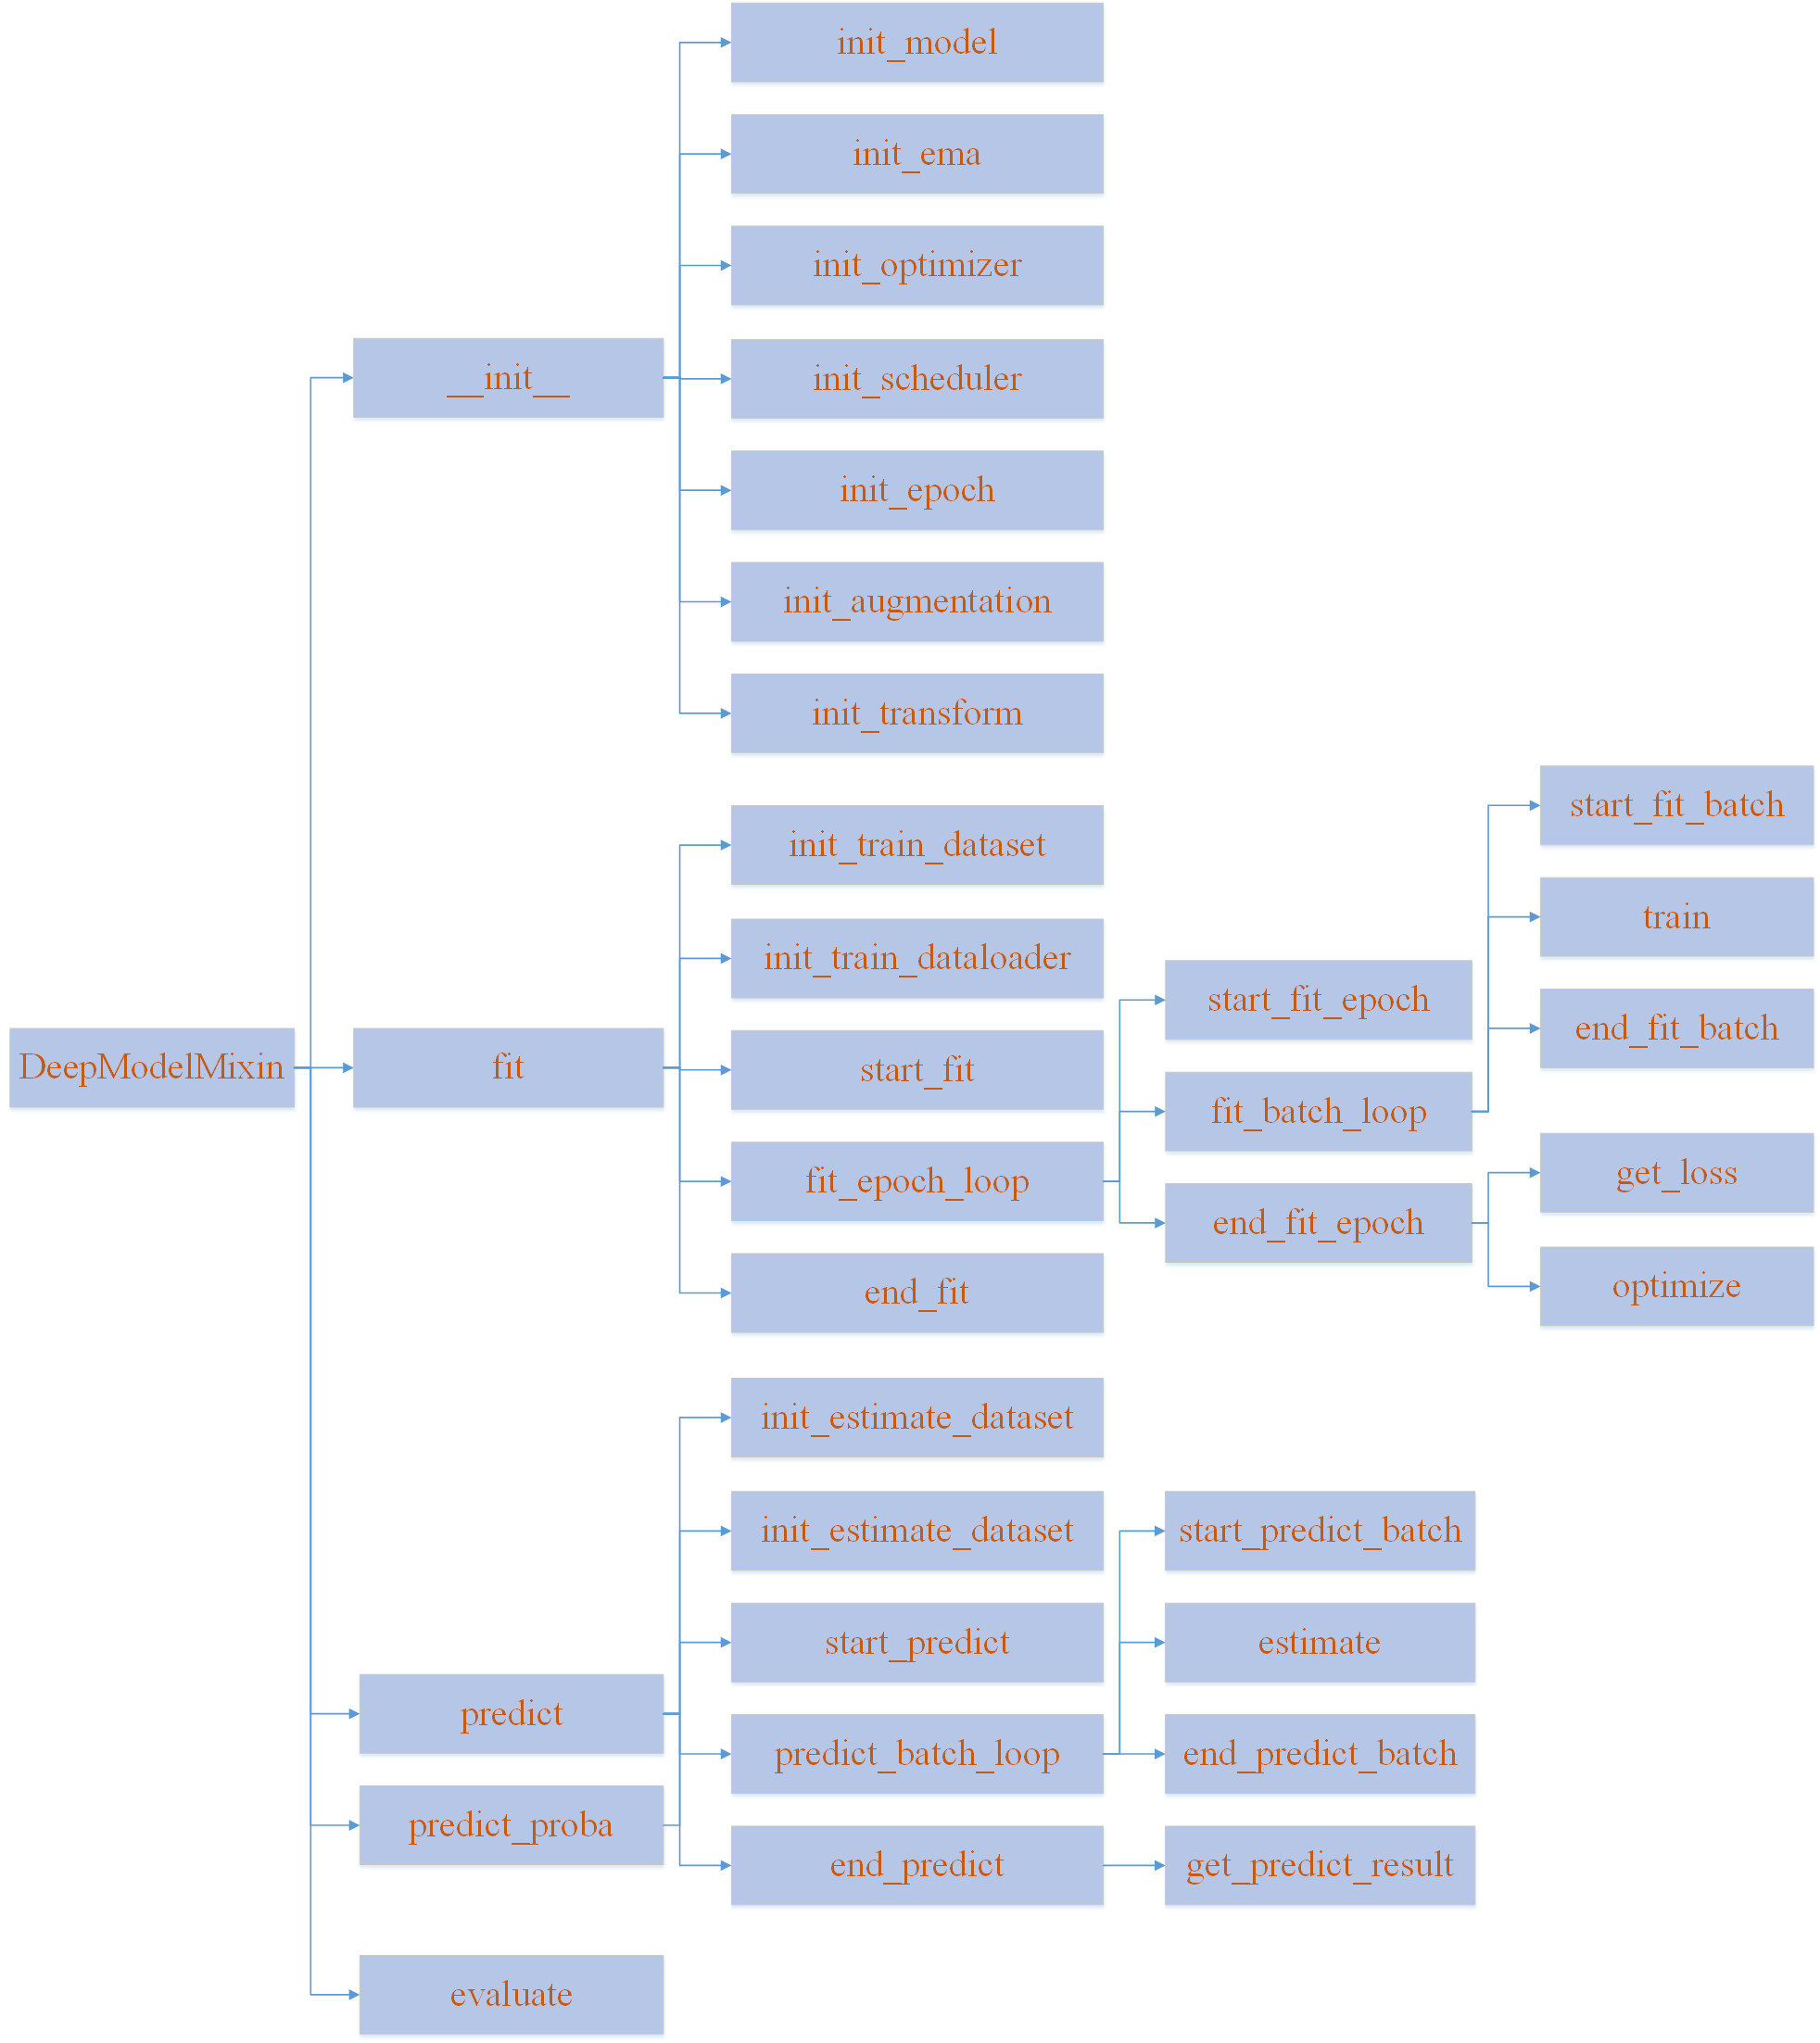 DeepModelMixin
__init__
init_model
init_ema
init_optimizer
init_scheduler
init_epoch
init_augmentation
init_transform
fit
init_train_dataset
init_train_dataloader
start_fit
fit_epoch_loop
start_fit_epoch
fit_batch_loop
start_fit_batch
train
end_fit_batch
end_fit_epoch
get_loss
optimize
end_fit
predict
predict_proba
init_estimate_dataset
init_estimate_dataset
start_predict
predict_batch_loop
start_predict_batch
estimate
end_predict_batch
end_predict
get_predict_result
evaluate